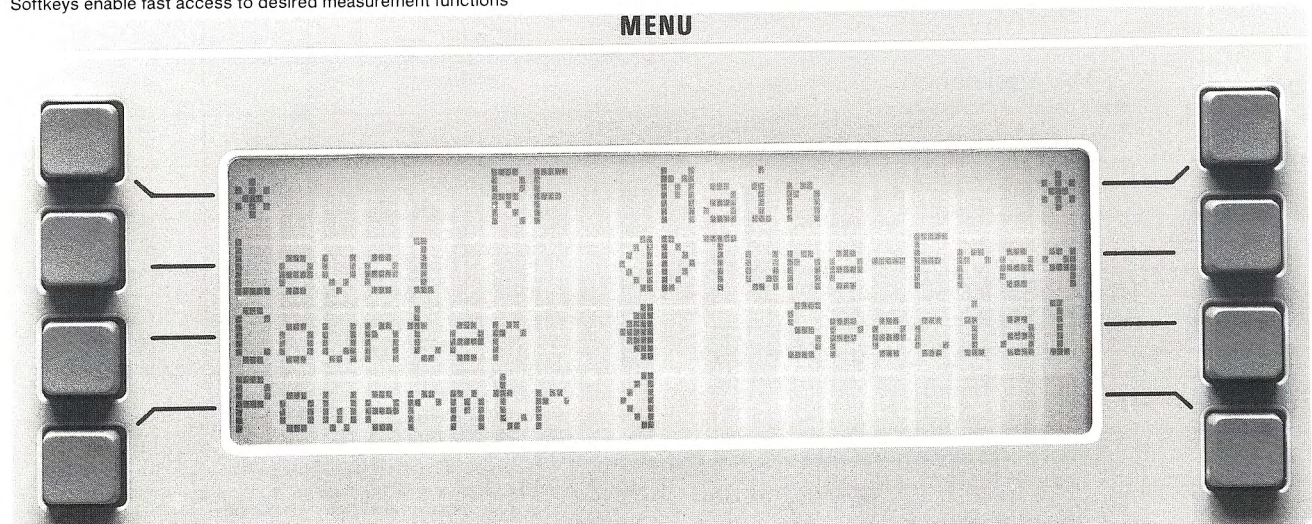 Softkeys enable fast access to desired measurement functions
MENU
* RF Main *
Level ◁▷Tune-Freq
Counter ◀ Special
Powermtr ◁